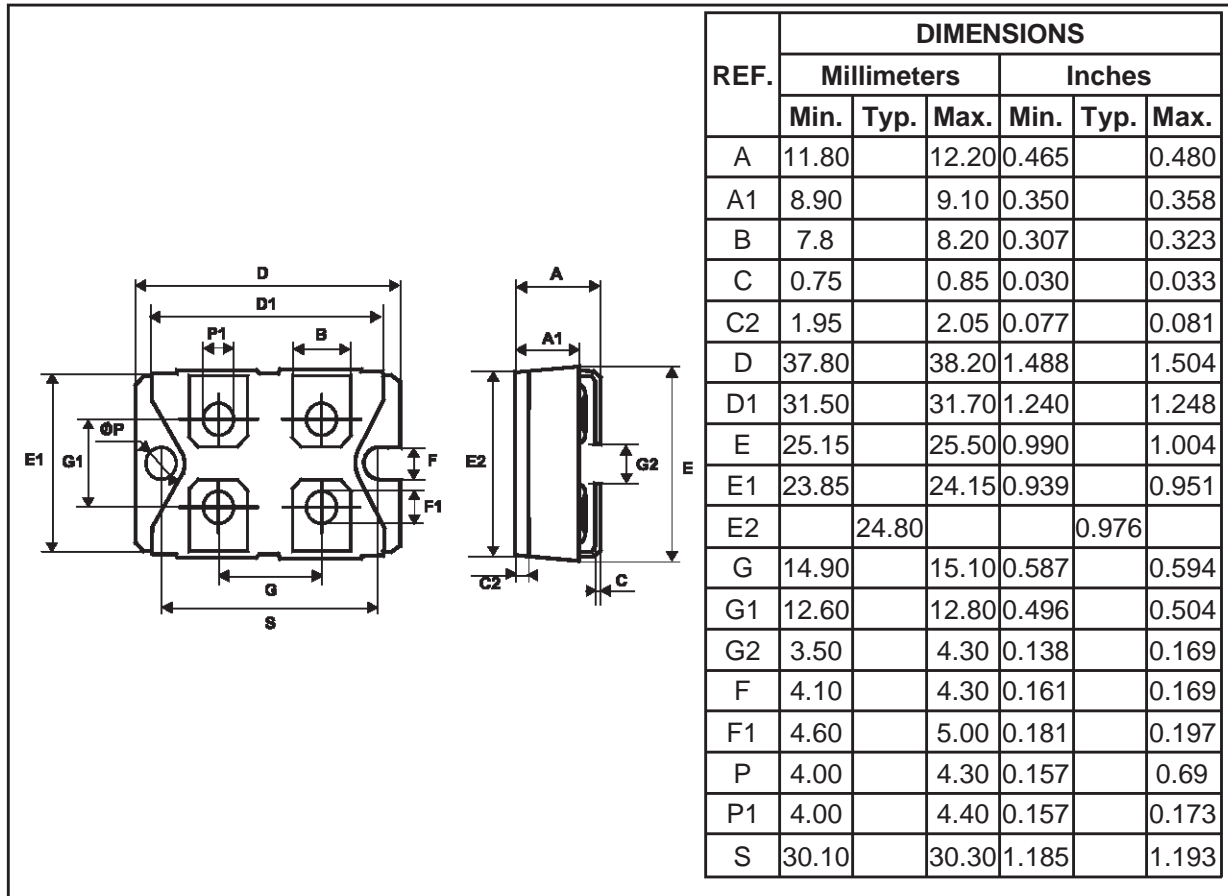 D
D1
P1 B
ØP
E1 G1 F
F1
G
S
A
A1
E2 G2 E
C2 C
DIMENSIONS
REF. Millimeters Inches
Min. Typ. Max. Min. Typ. Max.
A 11.80 12.20 0.465 0.480
A1 8.90 9.10 0.350 0.358
B 7.8 8.20 0.307 0.323
C 0.75 0.85 0.030 0.033
C2 1.95 2.05 0.077 0.081
D 37.80 38.20 1.488 1.504
D1 31.50 31.70 1.240 1.248
E 25.15 25.50 0.990 1.004
E1 23.85 24.15 0.939 0.951
E2 24.80 0.976
G 14.90 15.10 0.587 0.594
G1 12.60 12.80 0.496 0.504
G2 3.50 4.30 0.138 0.169
F 4.10 4.30 0.161 0.169
F1 4.60 5.00 0.181 0.197
P 4.00 4.30 0.157 0.69
P1 4.00 4.40 0.157 0.173
S 30.10 30.30 1.185 1.193